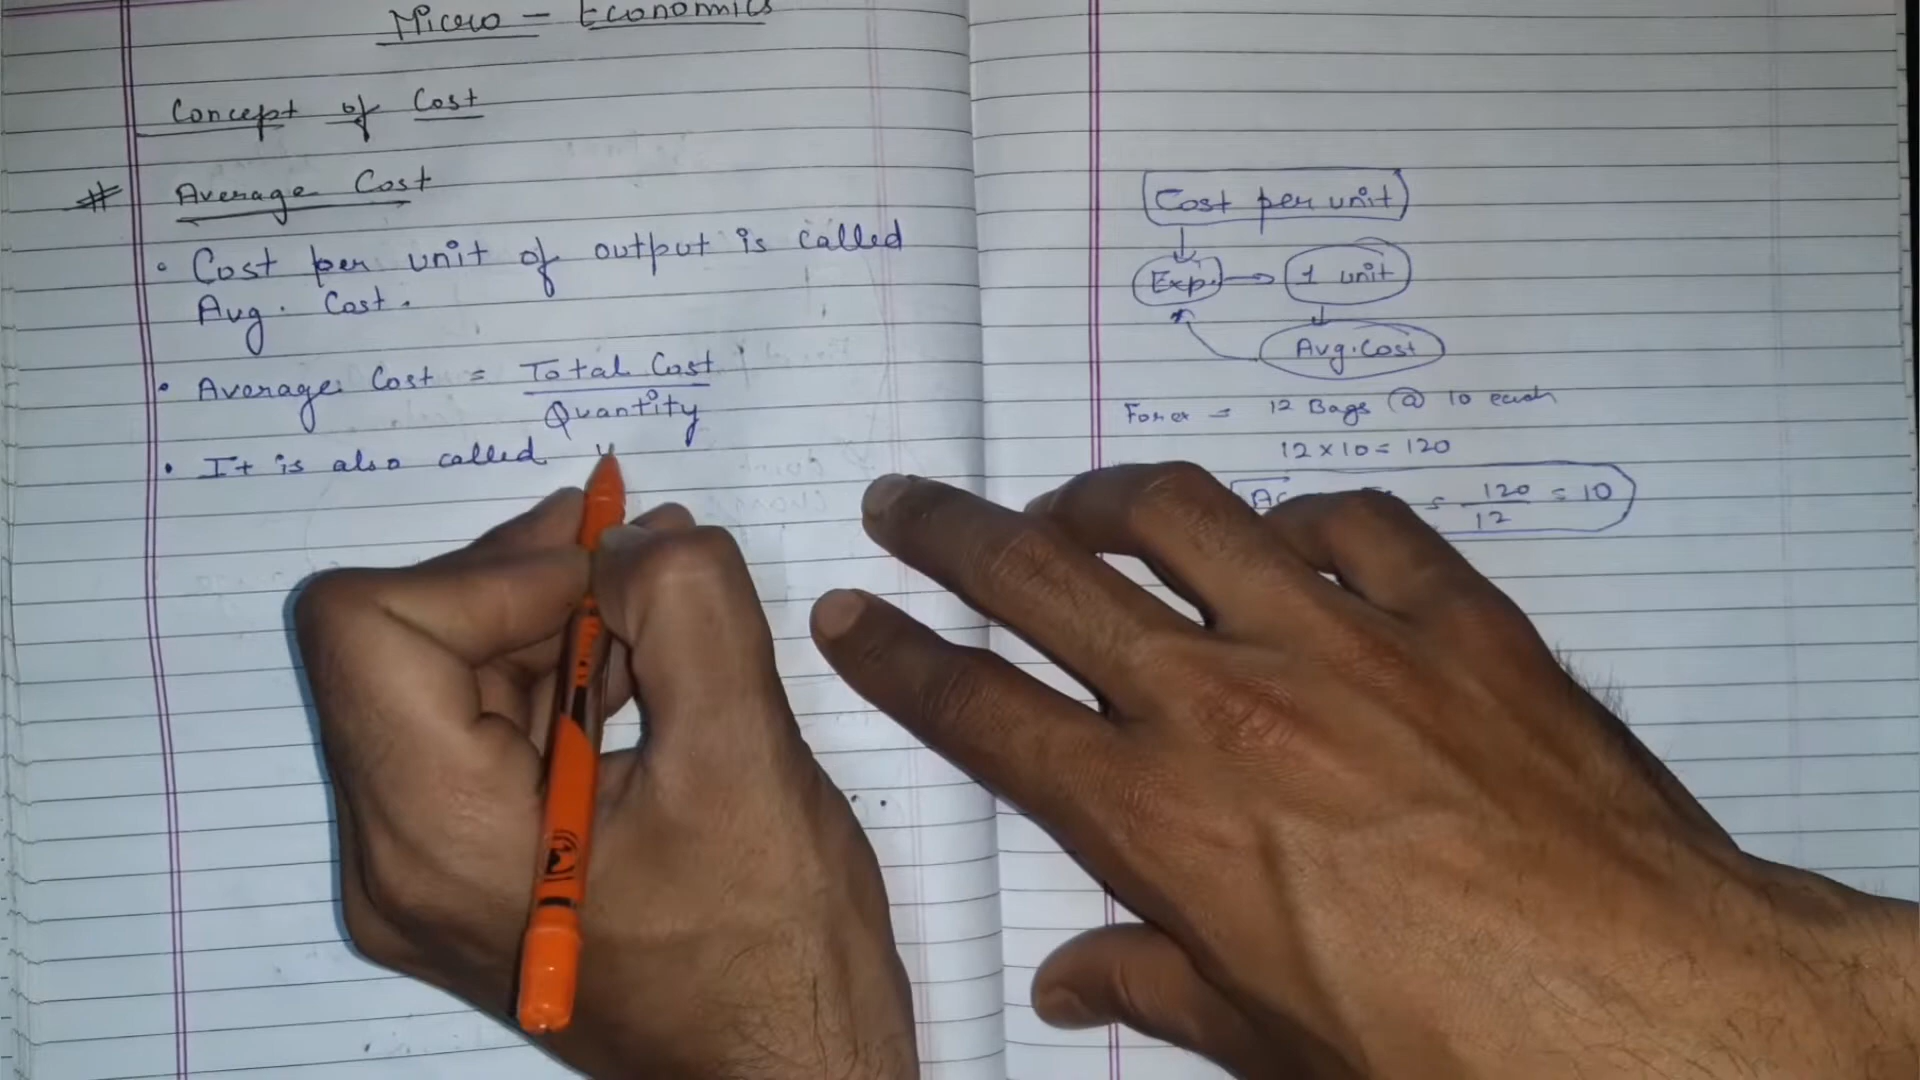 Micro - Economics
Concept of Cost
# Average Cost
• Cost per unit of output is called
Avg. Cost.
• Average Cost = Total Cost
Quantity
• It is also called
Cost per unit
Exp. → 1 unit
Avg. Cost
For ex = 12 Bags @ 10 each
12 x 10 = 120
AC = 120 = 10
12